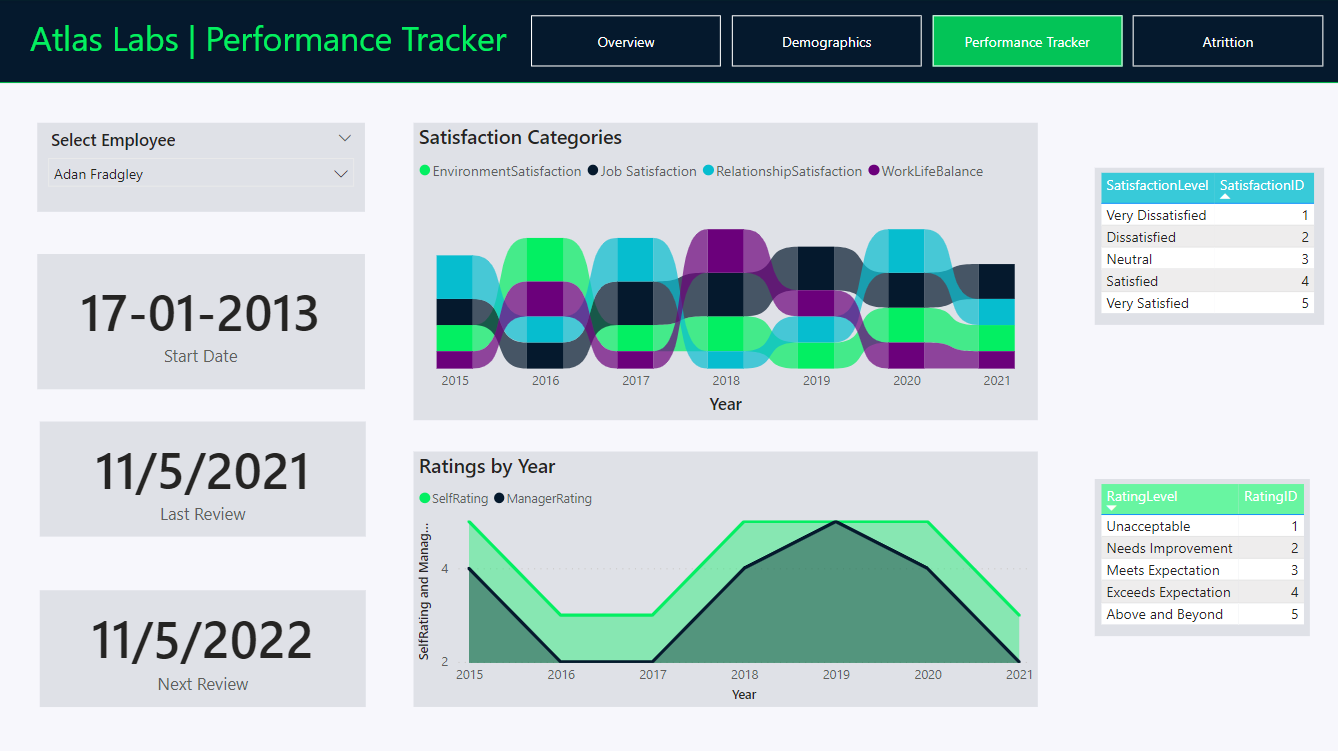 Atlas Labs | Performance Tracker
Overview
Demographics
Performance Tracker
Atrittion
Select Employee
Adan Fradgley
17-01-2013
Start Date
11/5/2021
Last Review
11/5/2022
Next Review
Satisfaction Categories
EnvironmentSatisfaction Job Satisfaction RelationshipSatisfaction WorkLifeBalance
2015 2016 2017 2018 2019 2020 2021
Year
Ratings by Year
SelfRating ManagerRating
SelfRating and Manag...
4
2
2015 2016 2017 2018 2019 2020 2021
Year
SatisfactionLevel SatisfactionID
Very Dissatisfied 1
Dissatisfied 2
Neutral 3
Satisfied 4
Very Satisfied 5
RatingLevel RatingID
Unacceptable 1
Needs Improvement 2
Meets Expectation 3
Exceeds Expectation 4
Above and Beyond 5